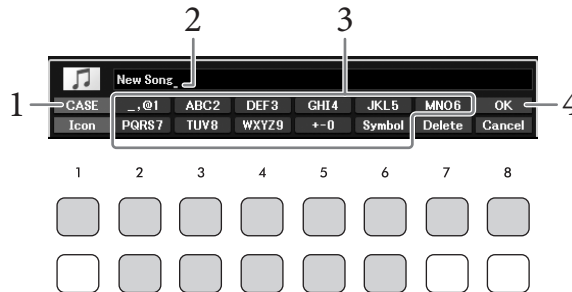 2 3
New Song_
1 CASE _,@1 ABC2 DEF3 GHI4 JKL5 MNO6 OK 4
Icon PQRS7 TUV8 WXYZ9 +-0 Symbol Delete Cancel
1 2 3 4 5 6 7 8